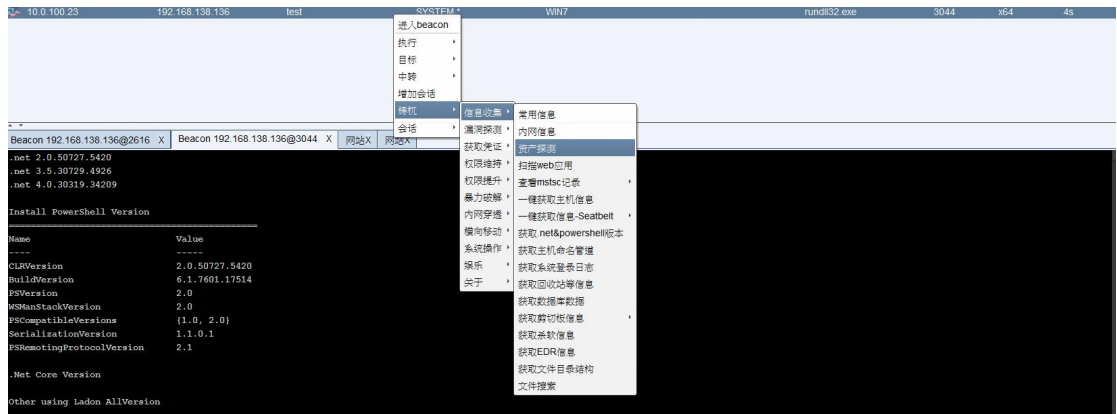 10.0.100.23 192.168.138.136 test SYSTEM * WIN7 rundll32.exe 3044 x64 4s
进入beacon
执行
目标
中转
增加会话
梼杌
会话
信息收集
漏洞探测
获取凭证
权限维持
权限提升
暴力破解
内网穿透
横向移动
系统操作
娱乐
关于
常用信息
内网信息
资产探测
扫描web应用
查看mstsc记录
一键获取主机信息
一键获取信息-Seatbelt
获取.net&powershell版本
获取主机命名管道
获取系统登录日志
获取回收站等信息
获取数据库数据
获取剪切板信息
获取杀软信息
获取EDR信息
获取文件目录结构
文件搜索
Beacon 192.168.138.136@2616 X Beacon 192.168.138.136@3044 X 网站X 网站X
.net 2.0.50727.5420
.net 3.5.30729.4926
.net 4.0.30319.34209
Install PowerShell Version
Name Value
---- -----
CLRVersion 2.0.50727.5420
BuildVersion 6.1.7601.17514
PSVersion 2.0
WSManStackVersion 2.0
PSCompatibleVersions {1.0, 2.0}
SerializationVersion 1.1.0.1
PSRemotingProtocolVersion 2.1
.Net Core Version
Other using Ladon AllVersion